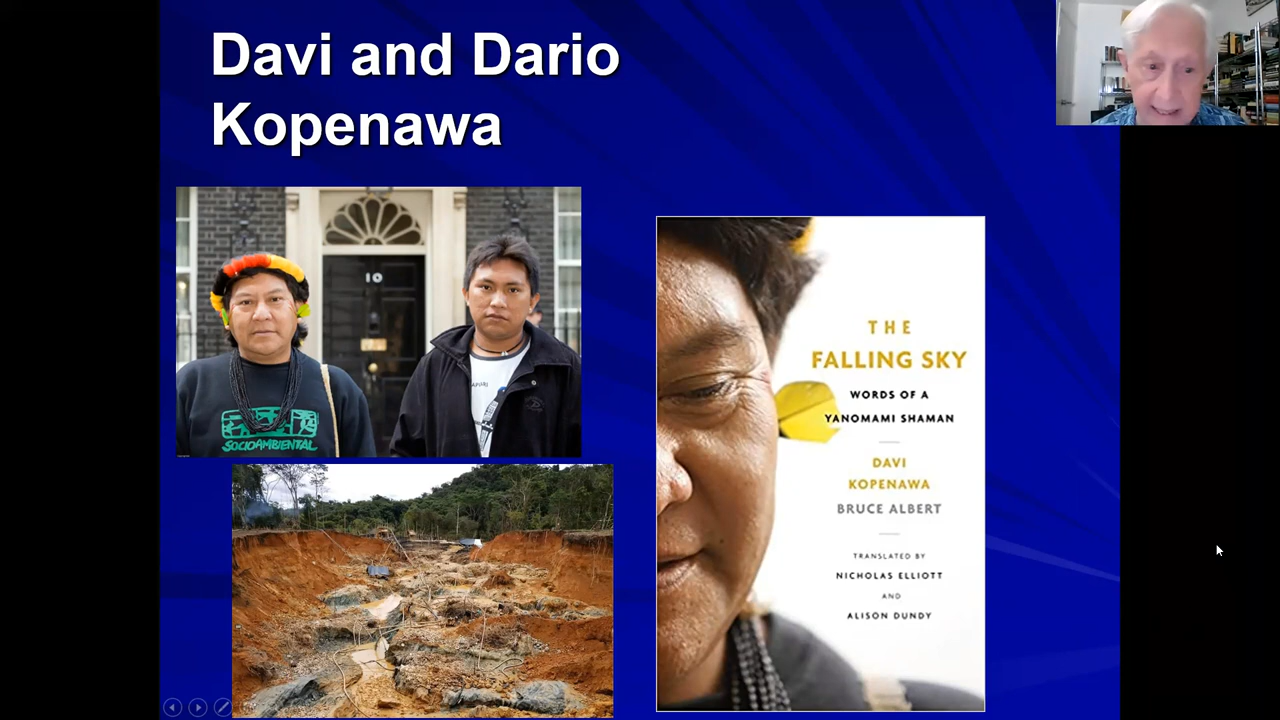 Davi and Dario
Kopenawa
10
SOCIOAMBIENTAL
THE
FALLING SKY
WORDS OF A
YANOMAMI SHAMAN
DAVI
KOPENAWA
BRUCE ALBERT
TRANSLATED BY
NICHOLAS ELLIOTT
AND
ALISON DUNDY